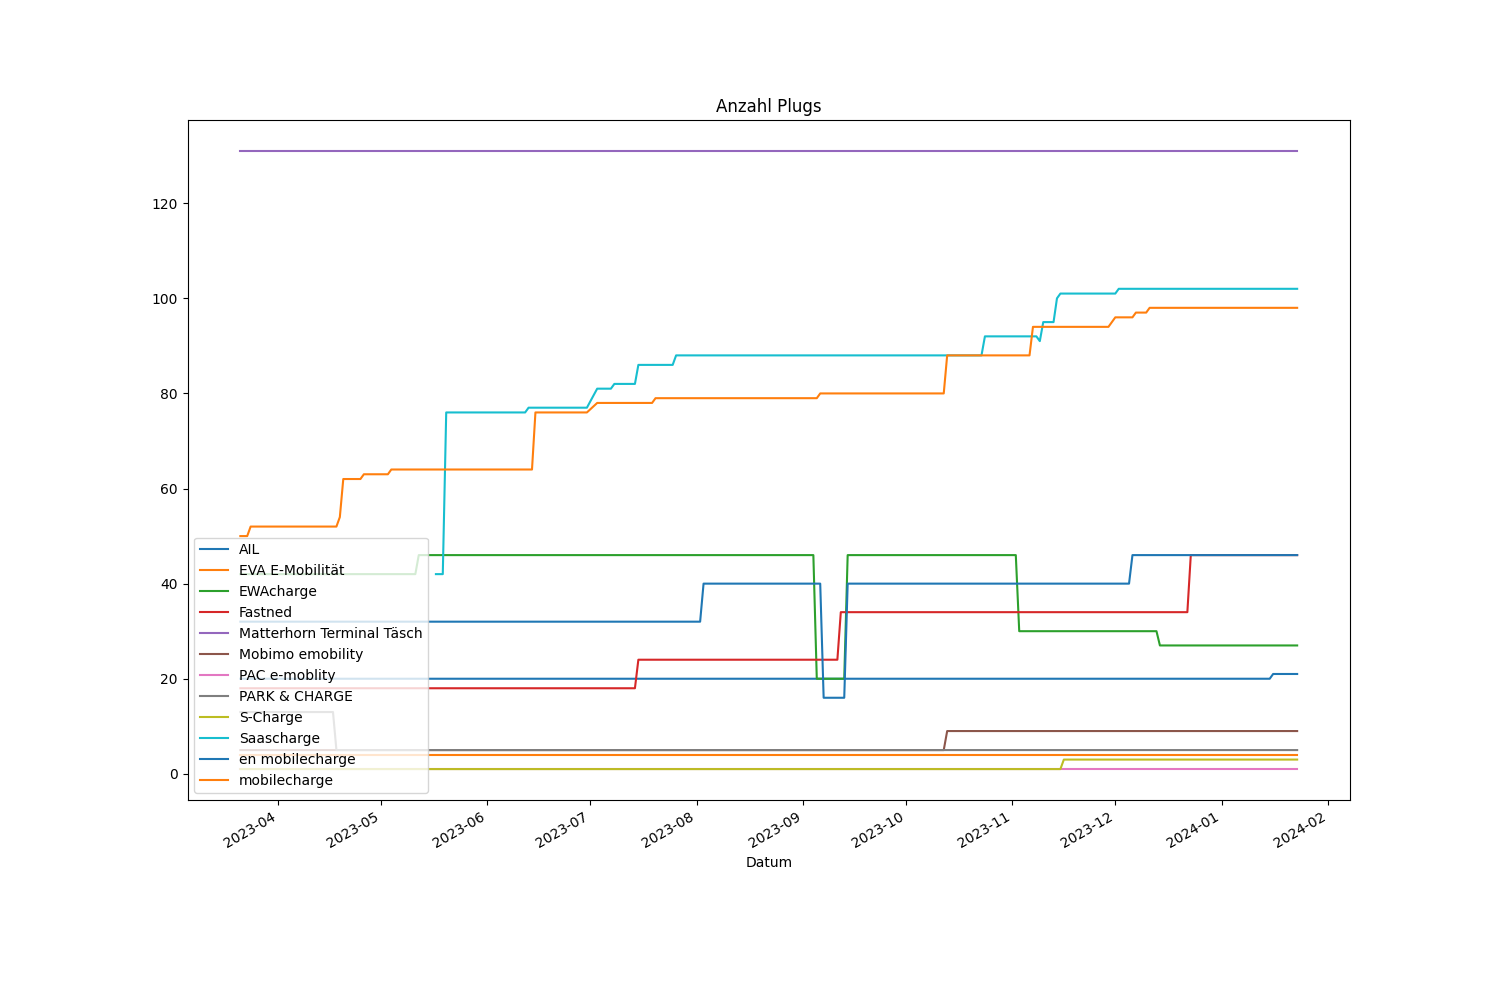 Anzahl Plugs
120
100
80
60
40
20
0
AIL
EVA E-Mobilität
EWAcharge
Fastned
Matterhorn Terminal Täsch
Mobimo emobility
PAC e-moblity
PARK & CHARGE
S-Charge
Saascharge
en mobilecharge
mobilecharge
2023-04
2023-05
2023-06
2023-07
2023-08
2023-09
2023-10
2023-11
2023-12
2024-01
2024-02
Datum